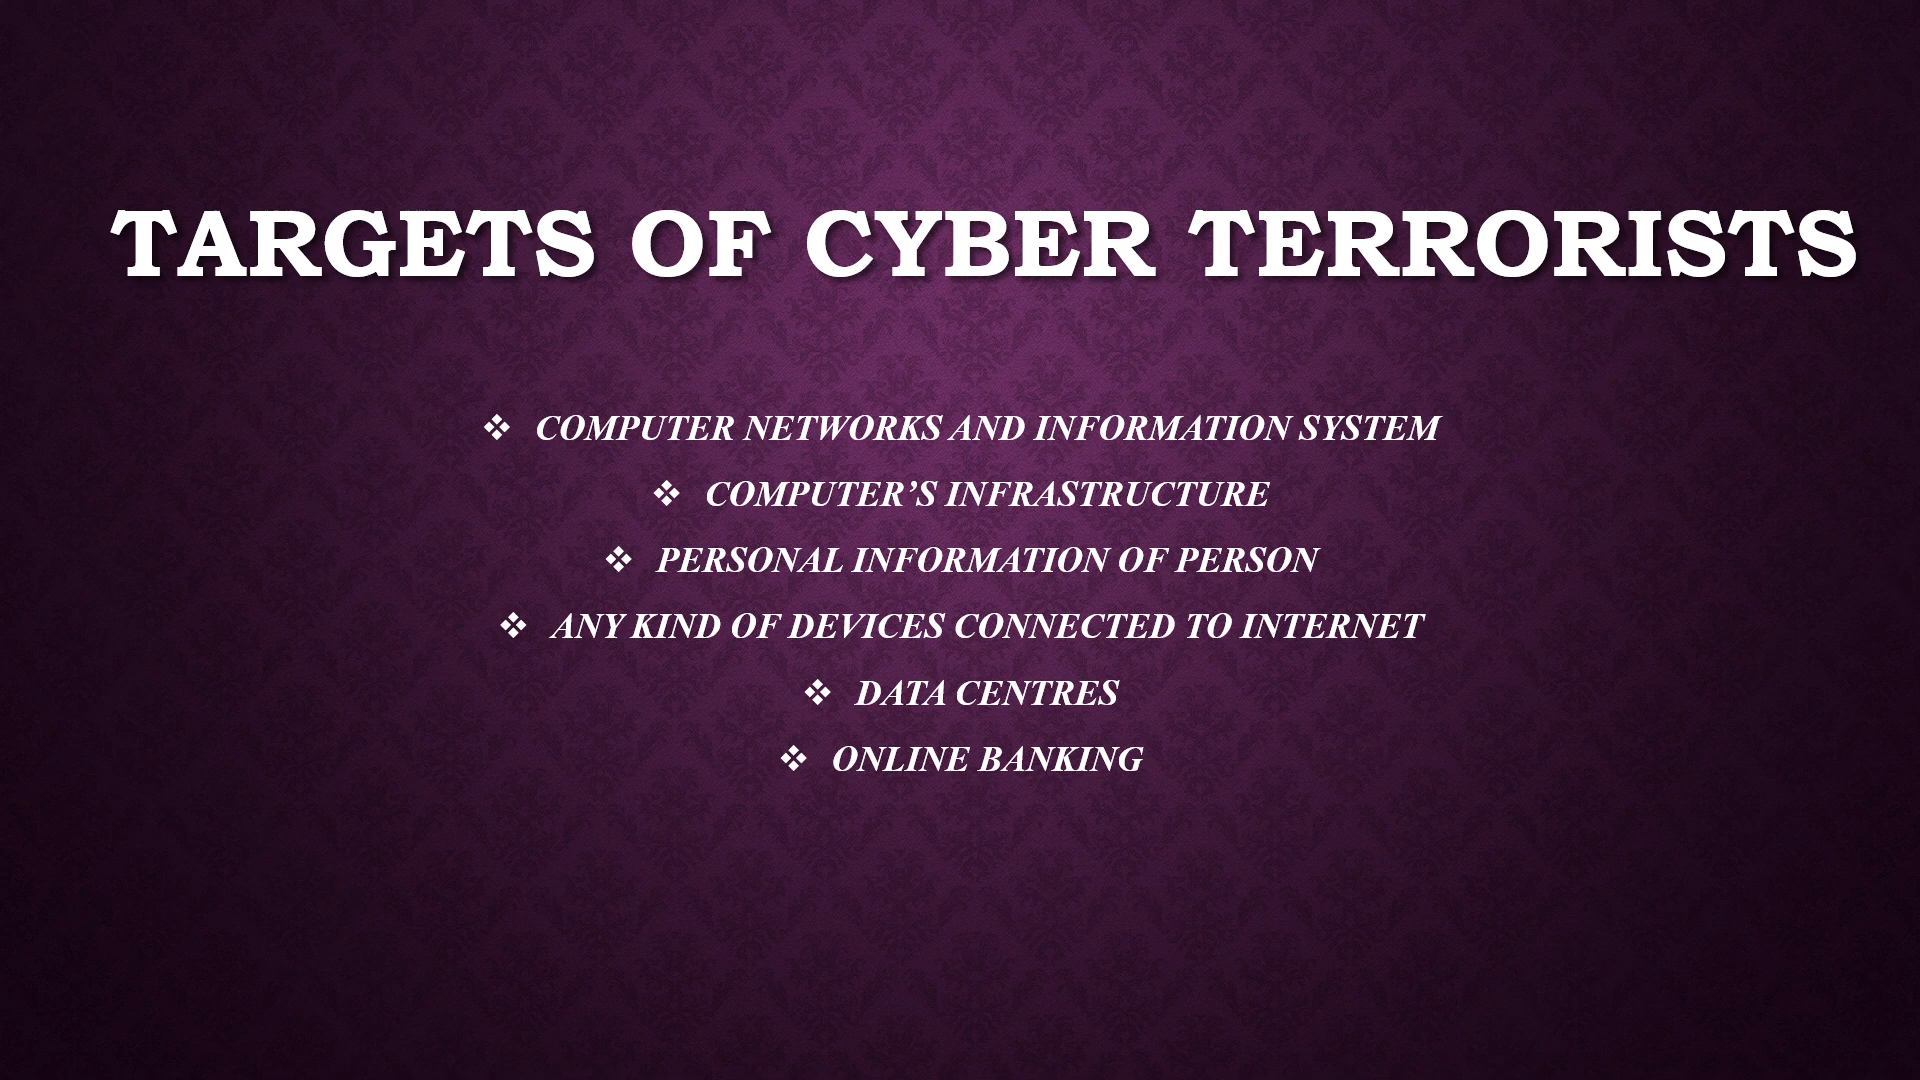 TARGETS OF CYBER TERRORISTS
❖ COMPUTER NETWORKS AND INFORMATION SYSTEM
❖ COMPUTER’S INFRASTRUCTURE
❖ PERSONAL INFORMATION OF PERSON
❖ ANY KIND OF DEVICES CONNECTED TO INTERNET
❖ DATA CENTRES
❖ ONLINE BANKING